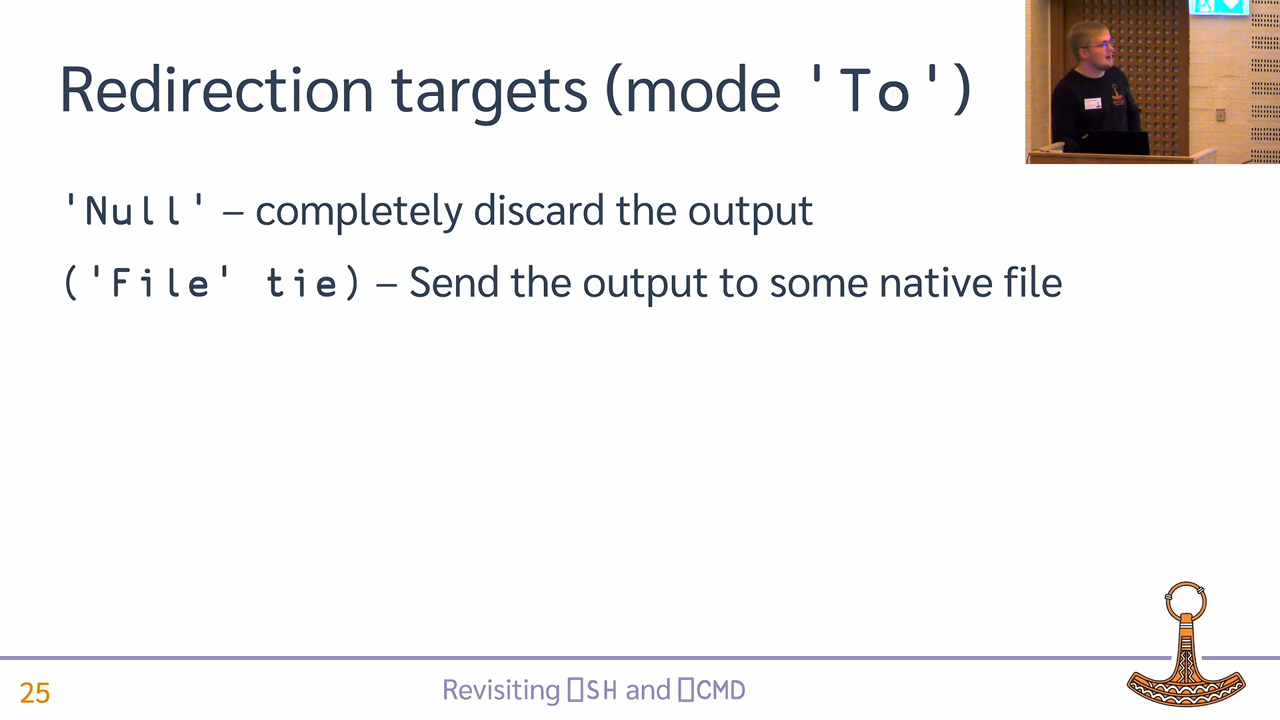 Redirection targets (mode 'To')
'Null' – completely discard the output
('File' tie) – Send the output to some native file
25
Revisiting ⎕SH and ⎕CMD